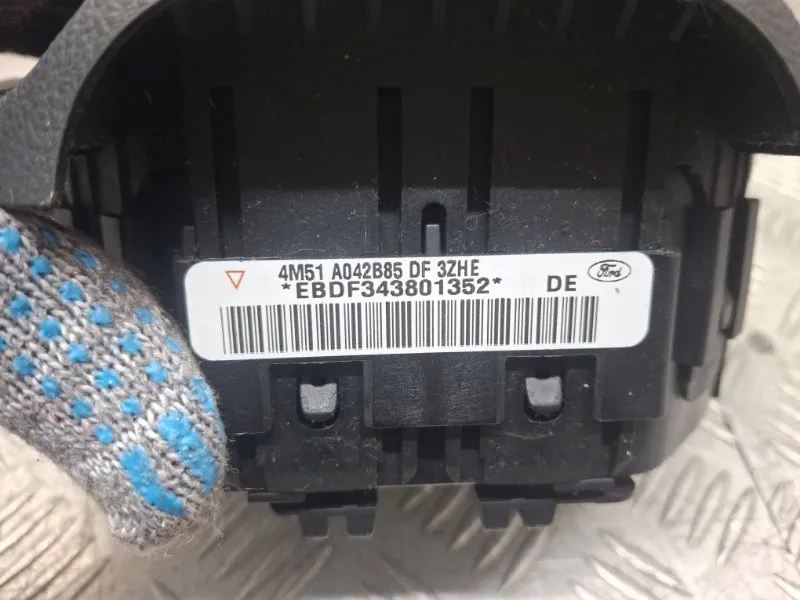 4M51 A042B85 DF 3ZHE
*EBDF343801352*
DE
Ford